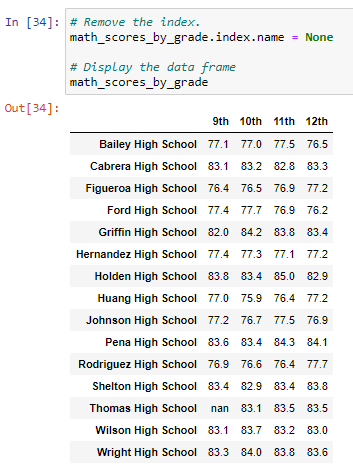 In [34]: # Remove the index.
math_scores_by_grade.index.name = None
# Display the data frame
math_scores_by_grade
Out[34]:
9th 10th 11th 12th
Bailey High School 77.1 77.0 77.5 76.5
Cabrera High School 83.1 83.2 82.8 83.3
Figueroa High School 76.4 76.5 76.9 77.2
Ford High School 77.4 77.7 76.9 76.2
Griffin High School 82.0 84.2 83.8 83.4
Hernandez High School 77.4 77.3 77.1 77.2
Holden High School 83.8 83.4 85.0 82.9
Huang High School 77.0 75.9 76.4 77.2
Johnson High School 77.2 76.7 77.5 76.9
Pena High School 83.6 83.4 84.3 84.1
Rodriguez High School 76.9 76.6 76.4 77.7
Shelton High School 83.4 82.9 83.4 83.8
Thomas High School nan 83.1 83.5 83.5
Wilson High School 83.1 83.7 83.2 83.0
Wright High School 83.3 84.0 83.8 83.6